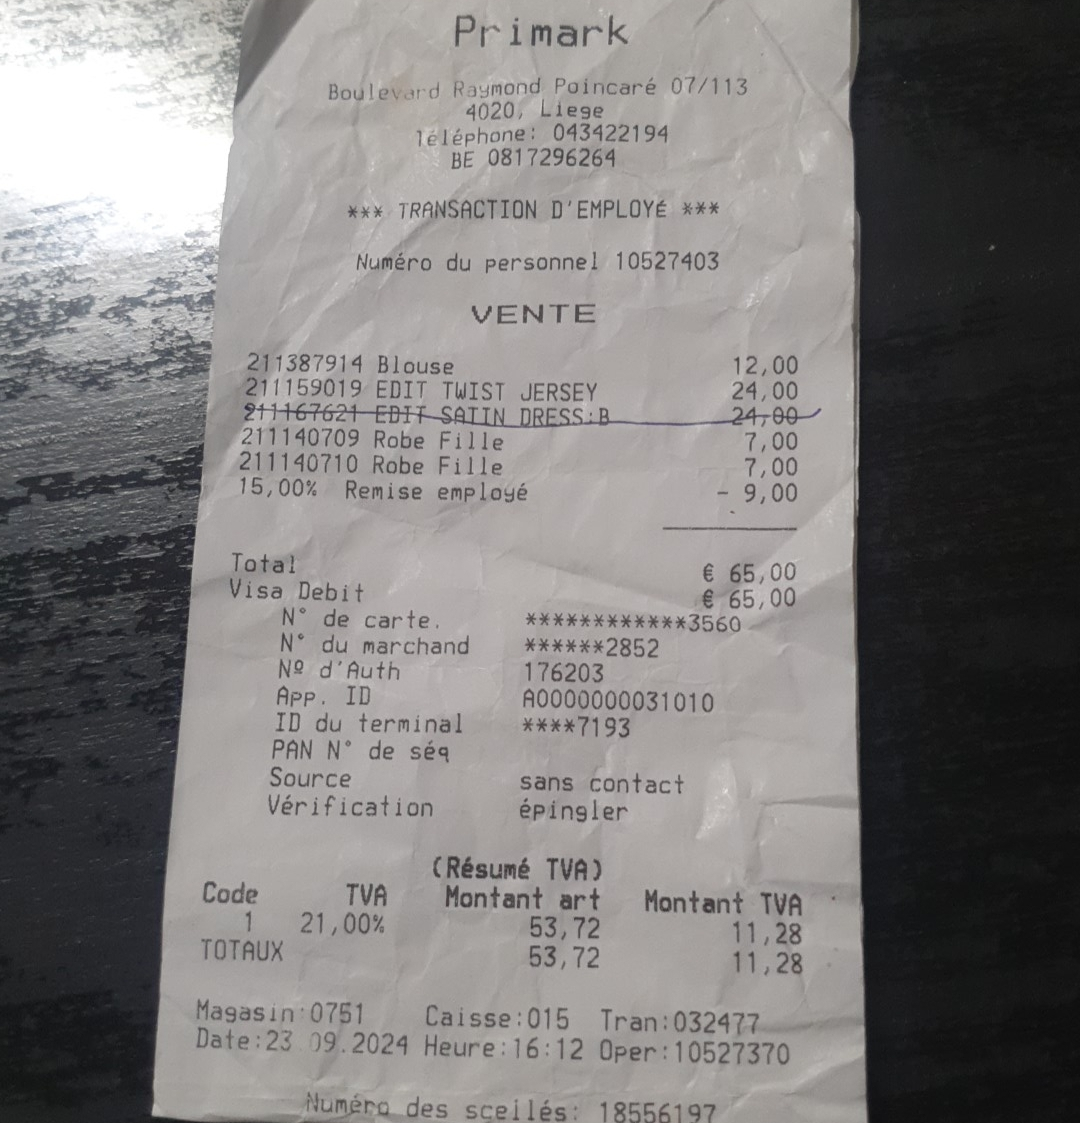 Primark
Boulevard Raymond Poincaré 07/113
4020, Liege
Téléphone: 043422194
BE 0817296264
*** TRANSACTION D'EMPLOYÉ ***
Numéro du personnel 10527403
VENTE
211387914 Blouse 12,00
211159019 EDIT TWIST JERSEY 24,00
211167621 EDIT SATIN DRESS:B 24,00
211140709 Robe Fille 7,00
211140710 Robe Fille 7,00
15,00% Remise employé - 9,00
Total € 65,00
Visa Debit € 65,00
N° de carte. ************3560
N° du marchand ******2852
Nº d'Auth 176203
App. ID A0000000031010
ID du terminal ****7193
PAN N° de séq
Source sans contact
Vérification épingler
(Résumé TVA)
Code TVA Montant art Montant TVA
1 21,00% 53,72 11,28
TOTAUX 53,72 11,28
Magasin:0751 Caisse:015 Tran:032477
Date:23.09.2024 Heure:16:12 Oper:10527370
Numéro des scellés: 18556197